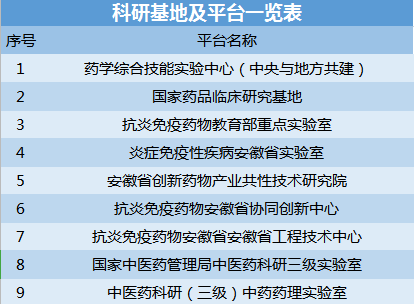 科研基地及平台一览表
序号 平台名称
1 药学综合技能实验中心（中央与地方共建）
2 国家药品临床研究基地
3 抗炎免疫药物教育部重点实验室
4 炎症免疫性疾病安徽省实验室
5 安徽省创新药物产业共性技术研究院
6 抗炎免疫药物安徽省协同创新中心
7 抗炎免疫药物安徽省安徽省工程技术中心
8 国家中医药管理局中医药科研三级实验室
9 中医药科研（三级）中药药理实验室